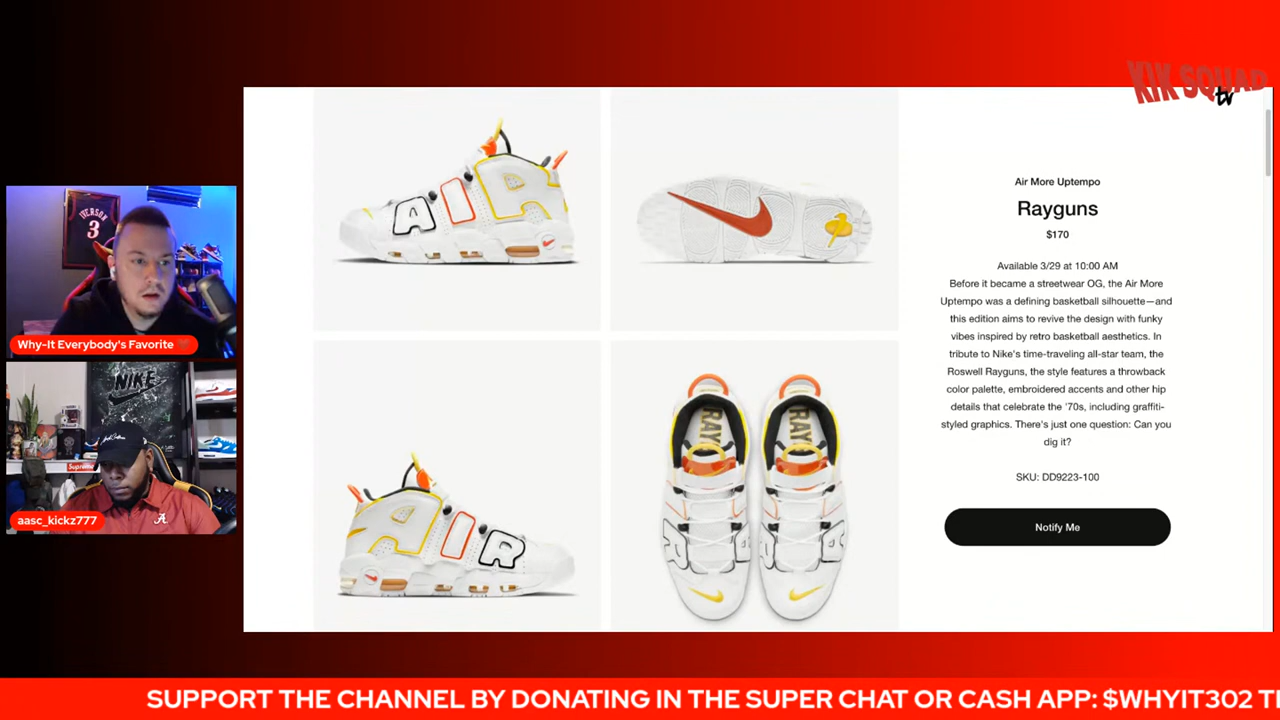 KIK SQUAD
tv
IVERSON
3
Why-It Everybody's Favorite
NIKE
Supreme
aasc_kickz777
A
AIR
AIR
RAY
RAY
Air More Uptempo
Rayguns
$170
Available 3/29 at 10:00 AM
Before it became a streetwear OG, the Air More
Uptempo was a defining basketball silhouette—and
this edition aims to revive the design with funky
vibes inspired by retro basketball aesthetics. In
tribute to Nike's time-traveling all-star team, the
Roswell Rayguns, the style features a throwback
color palette, embroidered accents and other hip
details that celebrate the '70s, including graffiti-
styled graphics. There's just one question: Can you
dig it?
SKU: DD9223-100
Notify Me
SUPPORT THE CHANNEL BY DONATING IN THE SUPER CHAT OR CASH APP: $WHYIT302